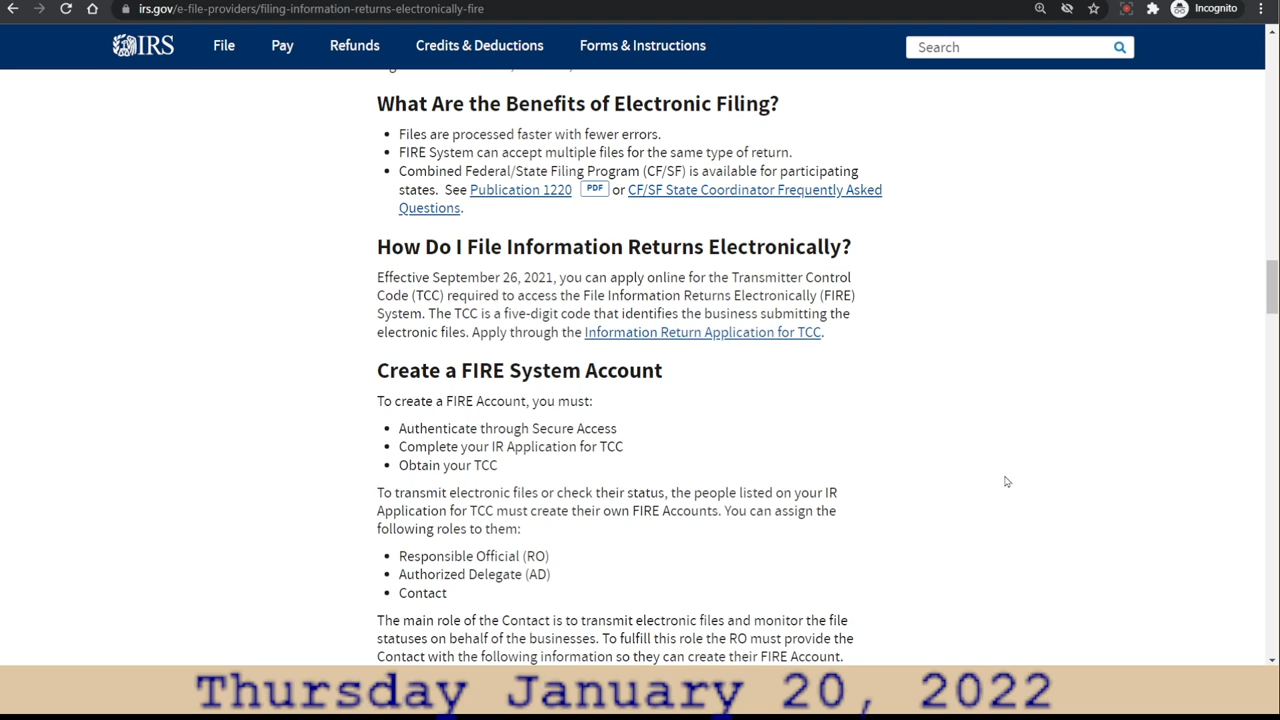 irs.gov/e-file-providers/filing-information-returns-electronically-fire
Incognito
IRS
File
Pay
Refunds
Credits & Deductions
Forms & Instructions
Search
What Are the Benefits of Electronic Filing?
• Files are processed faster with fewer errors.
• FIRE System can accept multiple files for the same type of return.
• Combined Federal/State Filing Program (CF/SF) is available for participating
states. See Publication 1220 PDF or CF/SF State Coordinator Frequently Asked
Questions.
How Do I File Information Returns Electronically?
Effective September 26, 2021, you can apply online for the Transmitter Control
Code (TCC) required to access the File Information Returns Electronically (FIRE)
System. The TCC is a five-digit code that identifies the business submitting the
electronic files. Apply through the Information Return Application for TCC.
Create a FIRE System Account
To create a FIRE Account, you must:
• Authenticate through Secure Access
• Complete your IR Application for TCC
• Obtain your TCC
To transmit electronic files or check their status, the people listed on your IR
Application for TCC must create their own FIRE Accounts. You can assign the
following roles to them:
• Responsible Official (RO)
• Authorized Delegate (AD)
• Contact
The main role of the Contact is to transmit electronic files and monitor the file
statuses on behalf of the businesses. To fulfill this role the RO must provide the
Contact with the following information so they can create their FIRE Account.
Thursday January 20, 2022